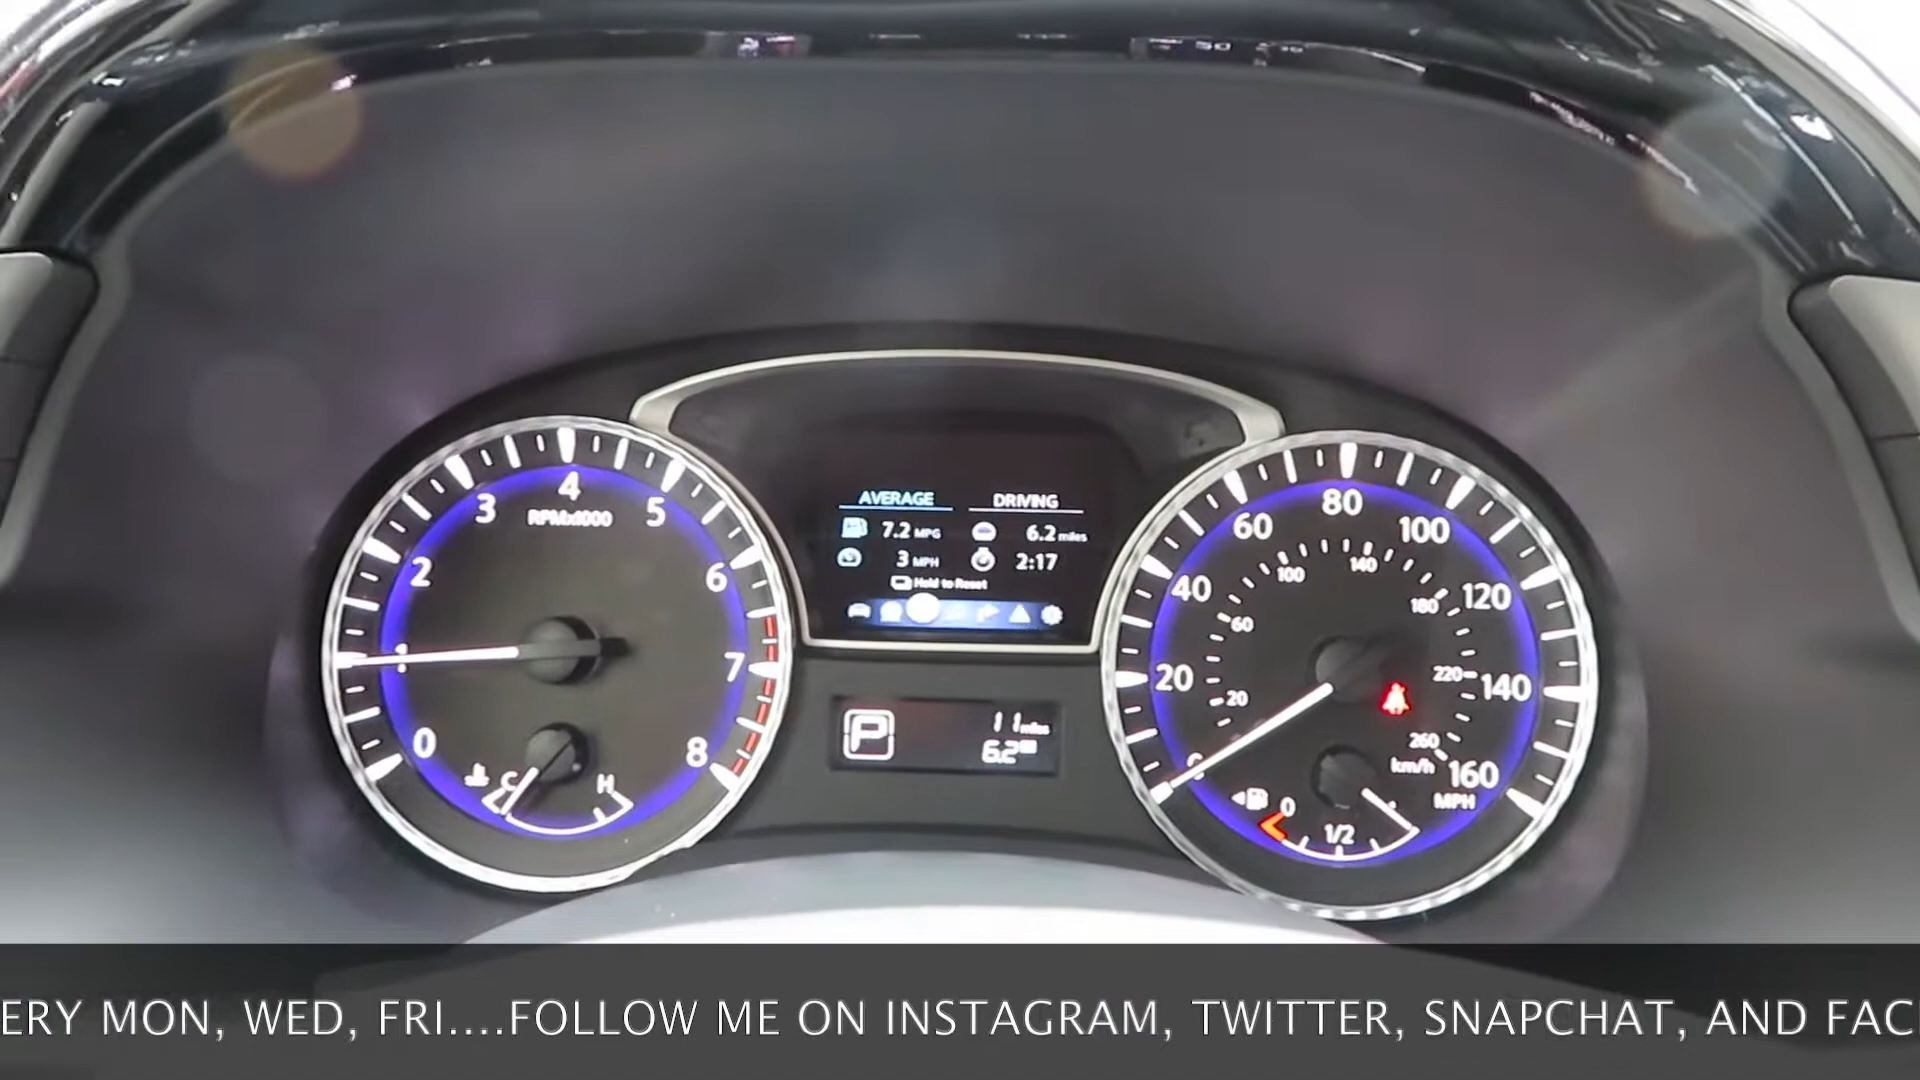 3
4
5
RPMx1000
2
6
1
7
0
8
C
H
AVERAGE
DRIVING
7.2 MPG
6.2 miles
3 MPH
2:17
Hold to Reset
P
11 miles
6.2
80
60
100
40
120
20
140
160
100
140
60
180
20
220
260
km/h
MPH
0
1/2
ERY MON, WED, FRI....FOLLOW ME ON INSTAGRAM, TWITTER, SNAPCHAT, AND FAC